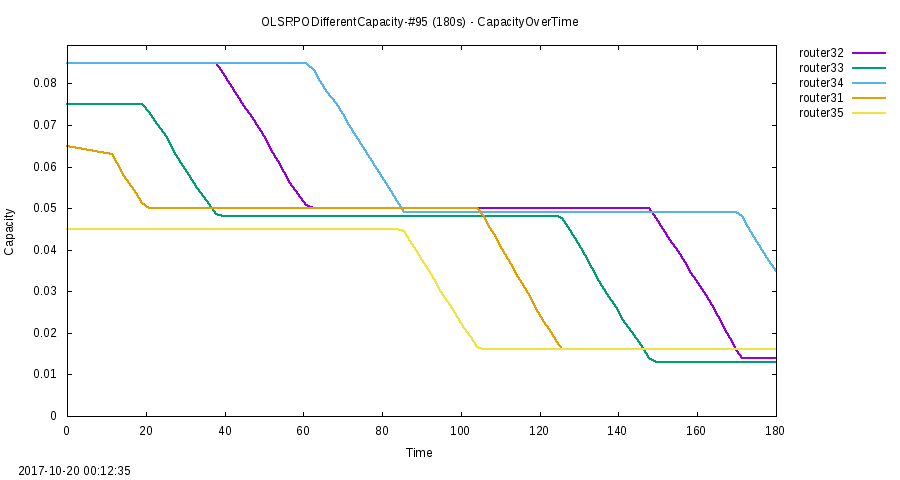 OLSRPODifferentCapacity-#95 (180s) - CapacityOverTime
router32
router33
router34
router31
router35
0.08
0.07
0.06
0.05
0.04
0.03
0.02
0.01
0
Capacity
0 20 40 60 80 100 120 140 160 180
Time
2017-10-20 00:12:35